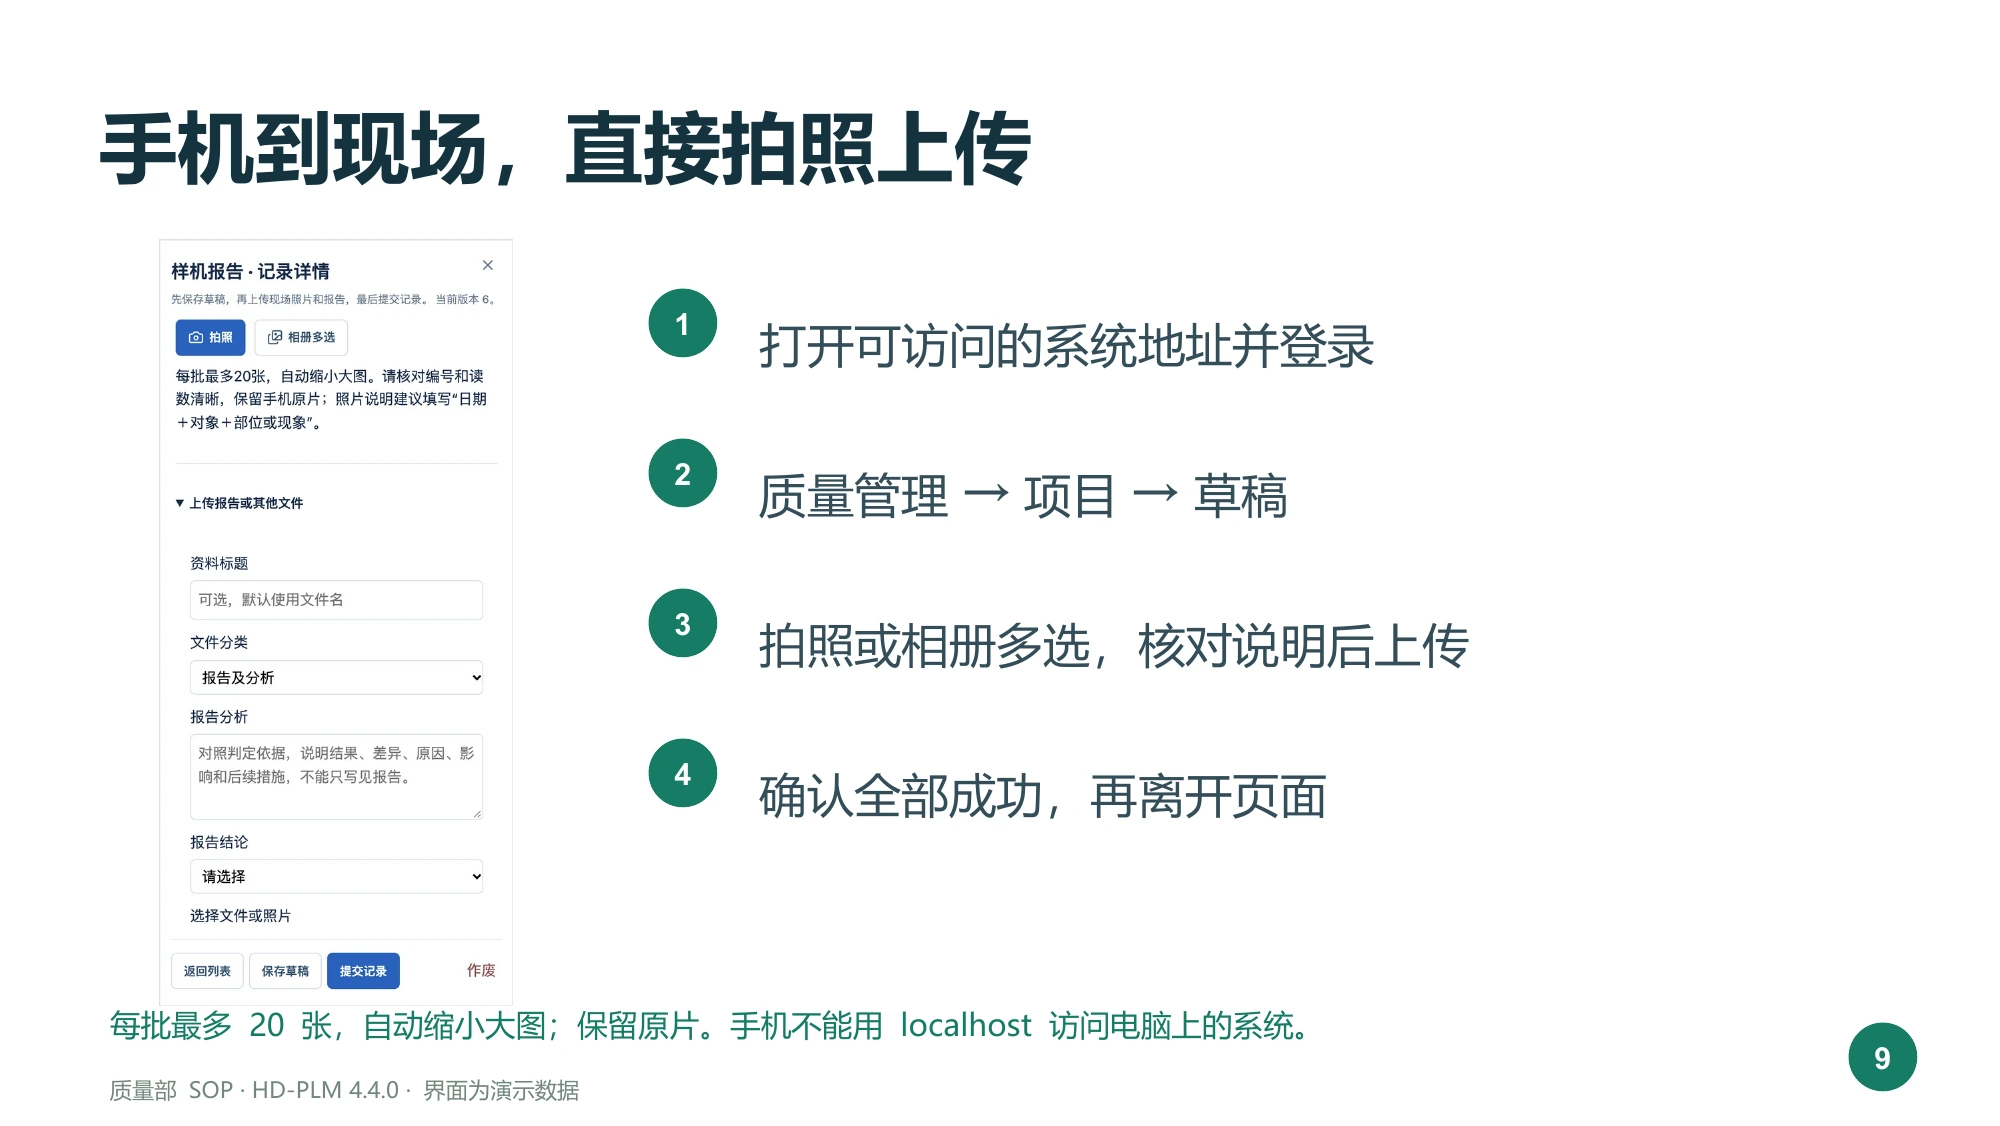 手机到现场，直接拍照上传
样机报告 · 记录详情
×
先保存草稿，再上传现场照片和报告，最后提交记录。 当前版本 6。
拍照
相册多选
每批最多20张，自动缩小大图。请核对编号和读
数清晰，保留手机原片；照片说明建议填写“日期
＋对象＋部位或现象”。
▼ 上传报告或其他文件
资料标题
可选，默认使用文件名
文件分类
报告及分析
报告分析
对照判定依据，说明结果、差异、原因、影
响和后续措施，不能只写见报告。
报告结论
请选择
选择文件或照片
返回列表
保存草稿
提交记录
作废
1
打开可访问的系统地址并登录
2
质量管理 → 项目 → 草稿
3
拍照或相册多选，核对说明后上传
4
确认全部成功，再离开页面
每批最多 20 张，自动缩小大图；保留原片。手机不能用 localhost 访问电脑上的系统。
质量部 SOP · HD-PLM 4.4.0 · 界面为演示数据
9